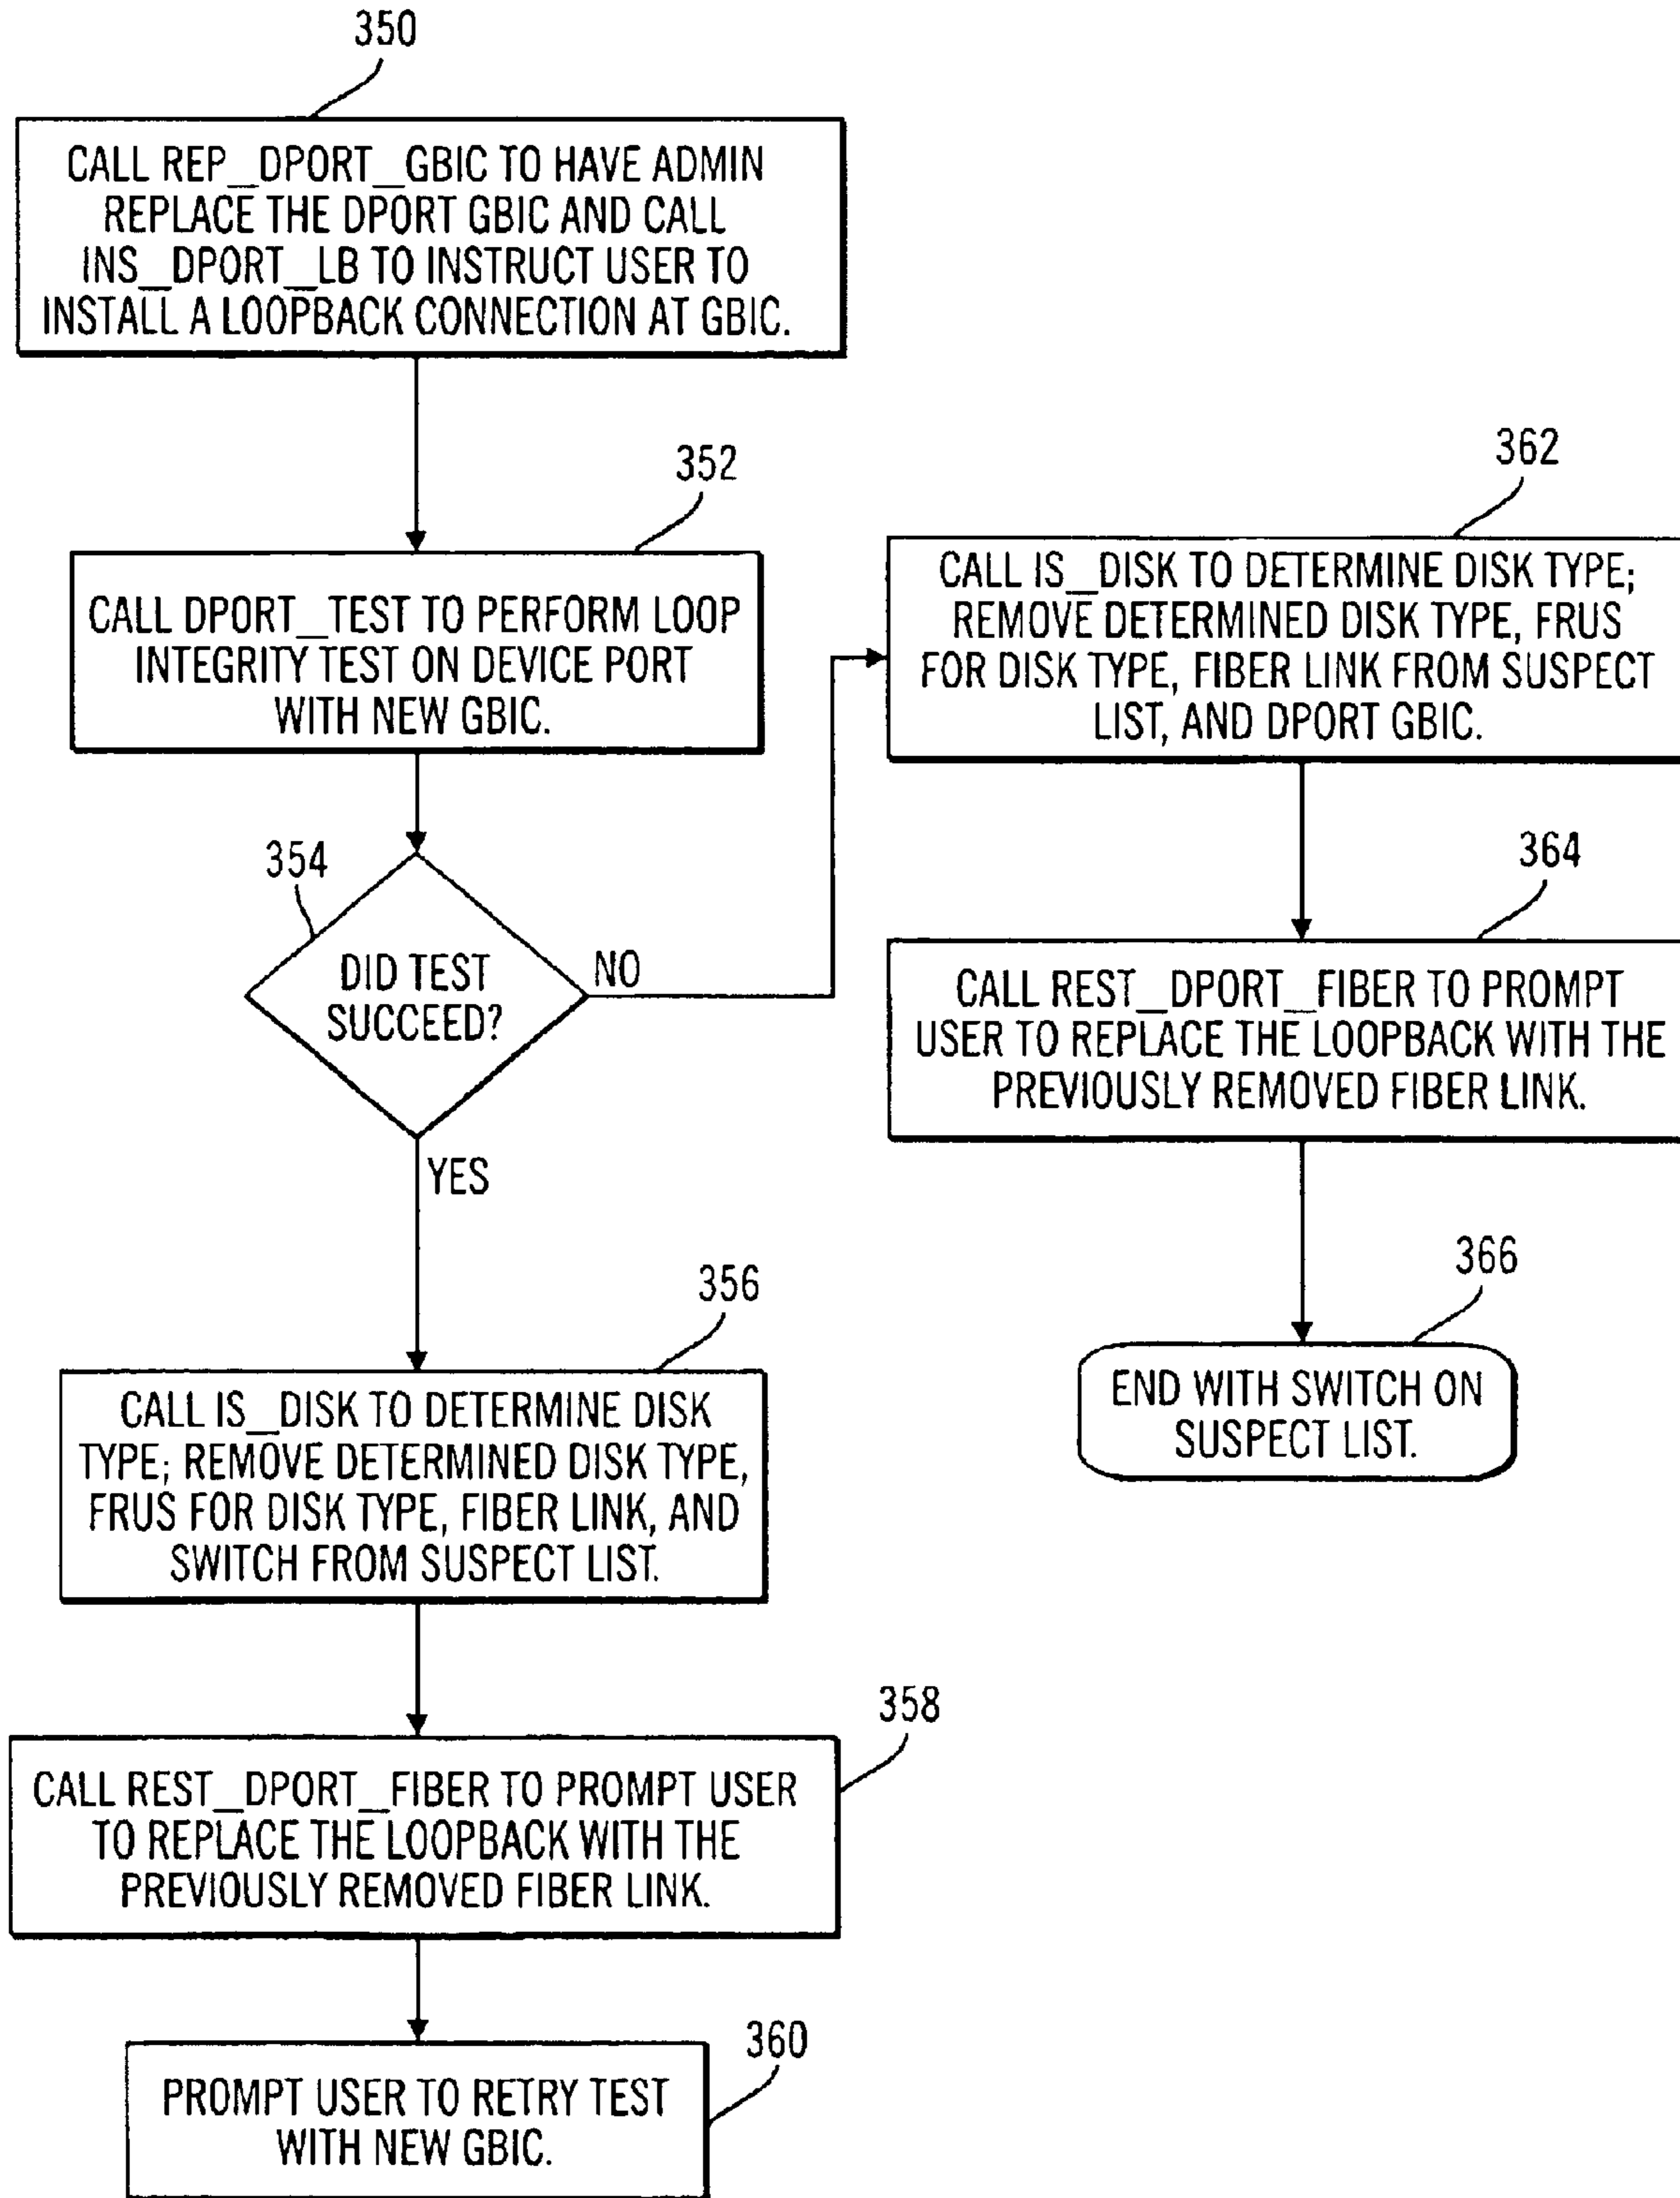 350
CALL REP_DPORT_GBIC TO HAVE ADMIN
REPLACE THE DPORT GBIC AND CALL
INS_DPORT_LB TO INSTRUCT USER TO
INSTALL A LOOPBACK CONNECTION AT GBIC.
352
CALL DPORT_TEST TO PERFORM LOOP
INTEGRITY TEST ON DEVICE PORT
WITH NEW GBIC.
354
DID TEST
SUCCEED?
NO
YES
356
CALL IS_DISK TO DETERMINE DISK
TYPE; REMOVE DETERMINED DISK TYPE,
FRUS FOR DISK TYPE, FIBER LINK, AND
SWITCH FROM SUSPECT LIST.
358
CALL REST_DPORT_FIBER TO PROMPT USER
TO REPLACE THE LOOPBACK WITH THE
PREVIOUSLY REMOVED FIBER LINK.
360
PROMPT USER TO RETRY TEST
WITH NEW GBIC.
362
CALL IS_DISK TO DETERMINE DISK TYPE;
REMOVE DETERMINED DISK TYPE, FRUS
FOR DISK TYPE, FIBER LINK FROM SUSPECT
LIST, AND DPORT GBIC.
364
CALL REST_DPORT_FIBER TO PROMPT
USER TO REPLACE THE LOOPBACK WITH THE
PREVIOUSLY REMOVED FIBER LINK.
366
END WITH SWITCH ON
SUSPECT LIST.